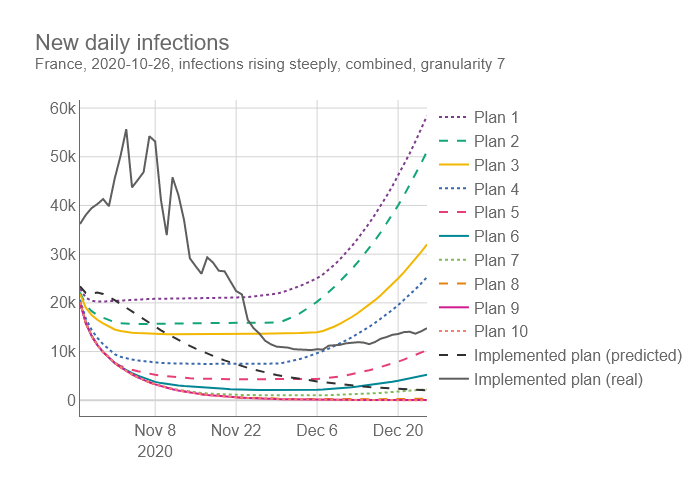 New daily infections
France, 2020-10-26, infections rising steeply, combined, granularity 7
60k
50k
40k
30k
20k
10k
0
Nov 8
2020
Nov 22
Dec 6
Dec 20
Plan 1
Plan 2
Plan 3
Plan 4
Plan 5
Plan 6
Plan 7
Plan 8
Plan 9
Plan 10
Implemented plan (predicted)
Implemented plan (real)